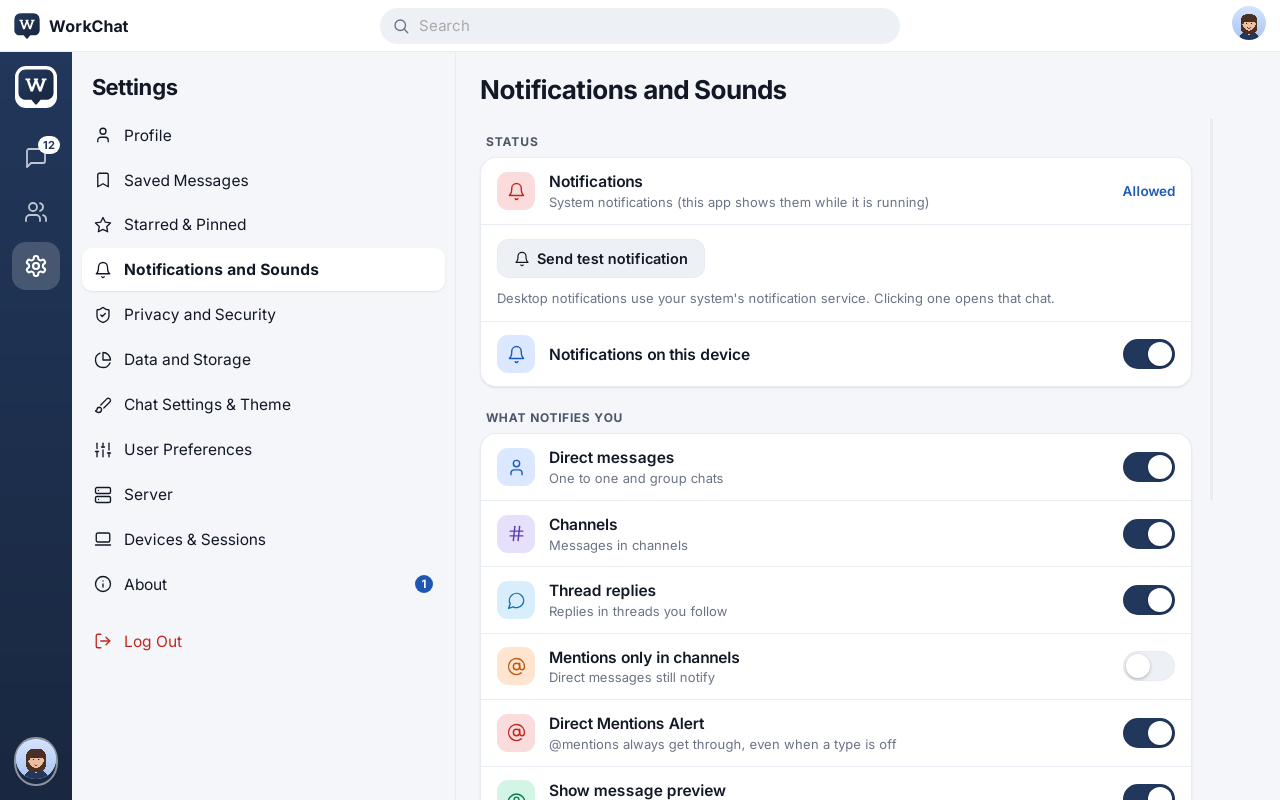 W WorkChat
Search
W
12
Settings
Profile
Saved Messages
Starred & Pinned
Notifications and Sounds
Privacy and Security
Data and Storage
Chat Settings & Theme
User Preferences
Server
Devices & Sessions
About 1
Log Out
Notifications and Sounds
STATUS
Notifications
System notifications (this app shows them while it is running)
Allowed
Send test notification
Desktop notifications use your system's notification service. Clicking one opens that chat.
Notifications on this device
WHAT NOTIFIES YOU
Direct messages
One to one and group chats
Channels
Messages in channels
Thread replies
Replies in threads you follow
Mentions only in channels
Direct messages still notify
Direct Mentions Alert
@mentions always get through, even when a type is off
Show message preview